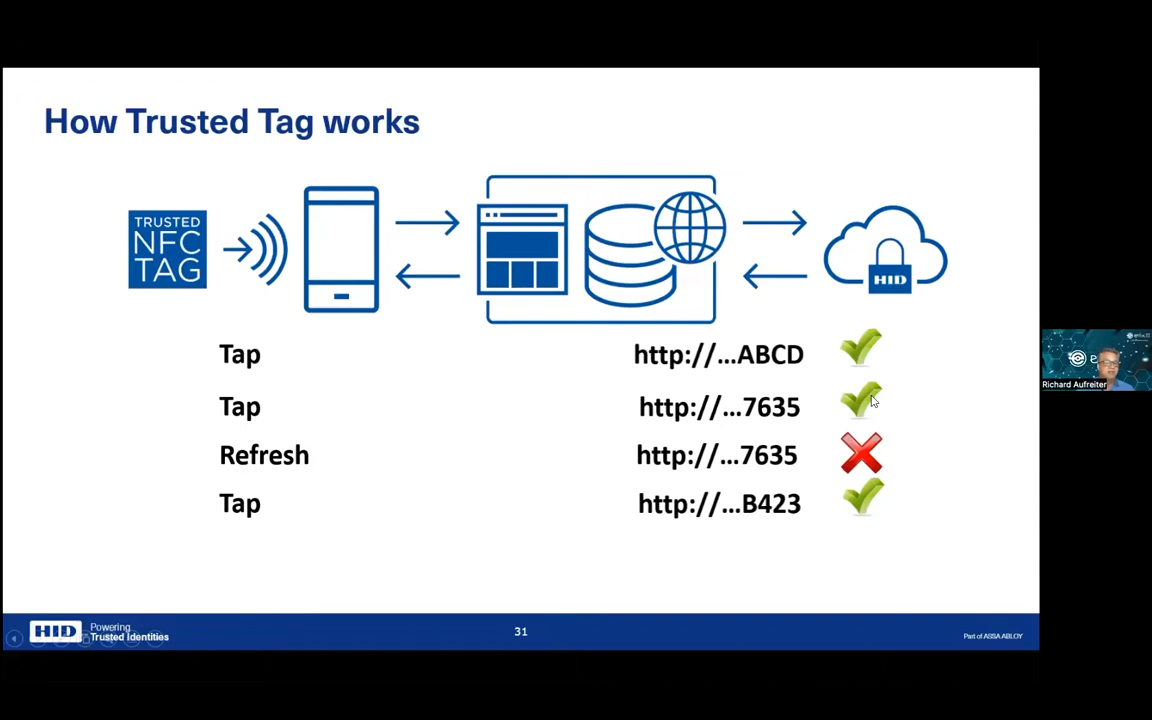 How Trusted Tag works
TRUSTED
NFC
TAG
HID
Tap http://...ABCD
Tap http://...7635
Refresh http://...7635
Tap http://...B423
Richard Aufreiter
HID
Powering
Trusted Identities
31
Part of ASSA ABLOY